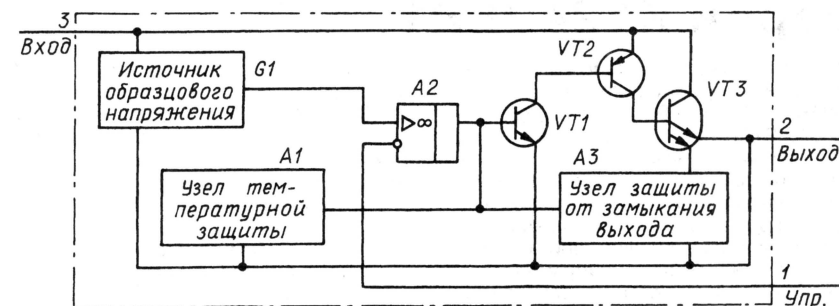 3
Вход
Источник
образцового
напряжения
G1
A2
▷∞
VT1
VT2
VT3
2
Выход
A1
Узел тем-
пературной
защиты
A3
Узел защиты
от замыкания
выхода
1
Упр.